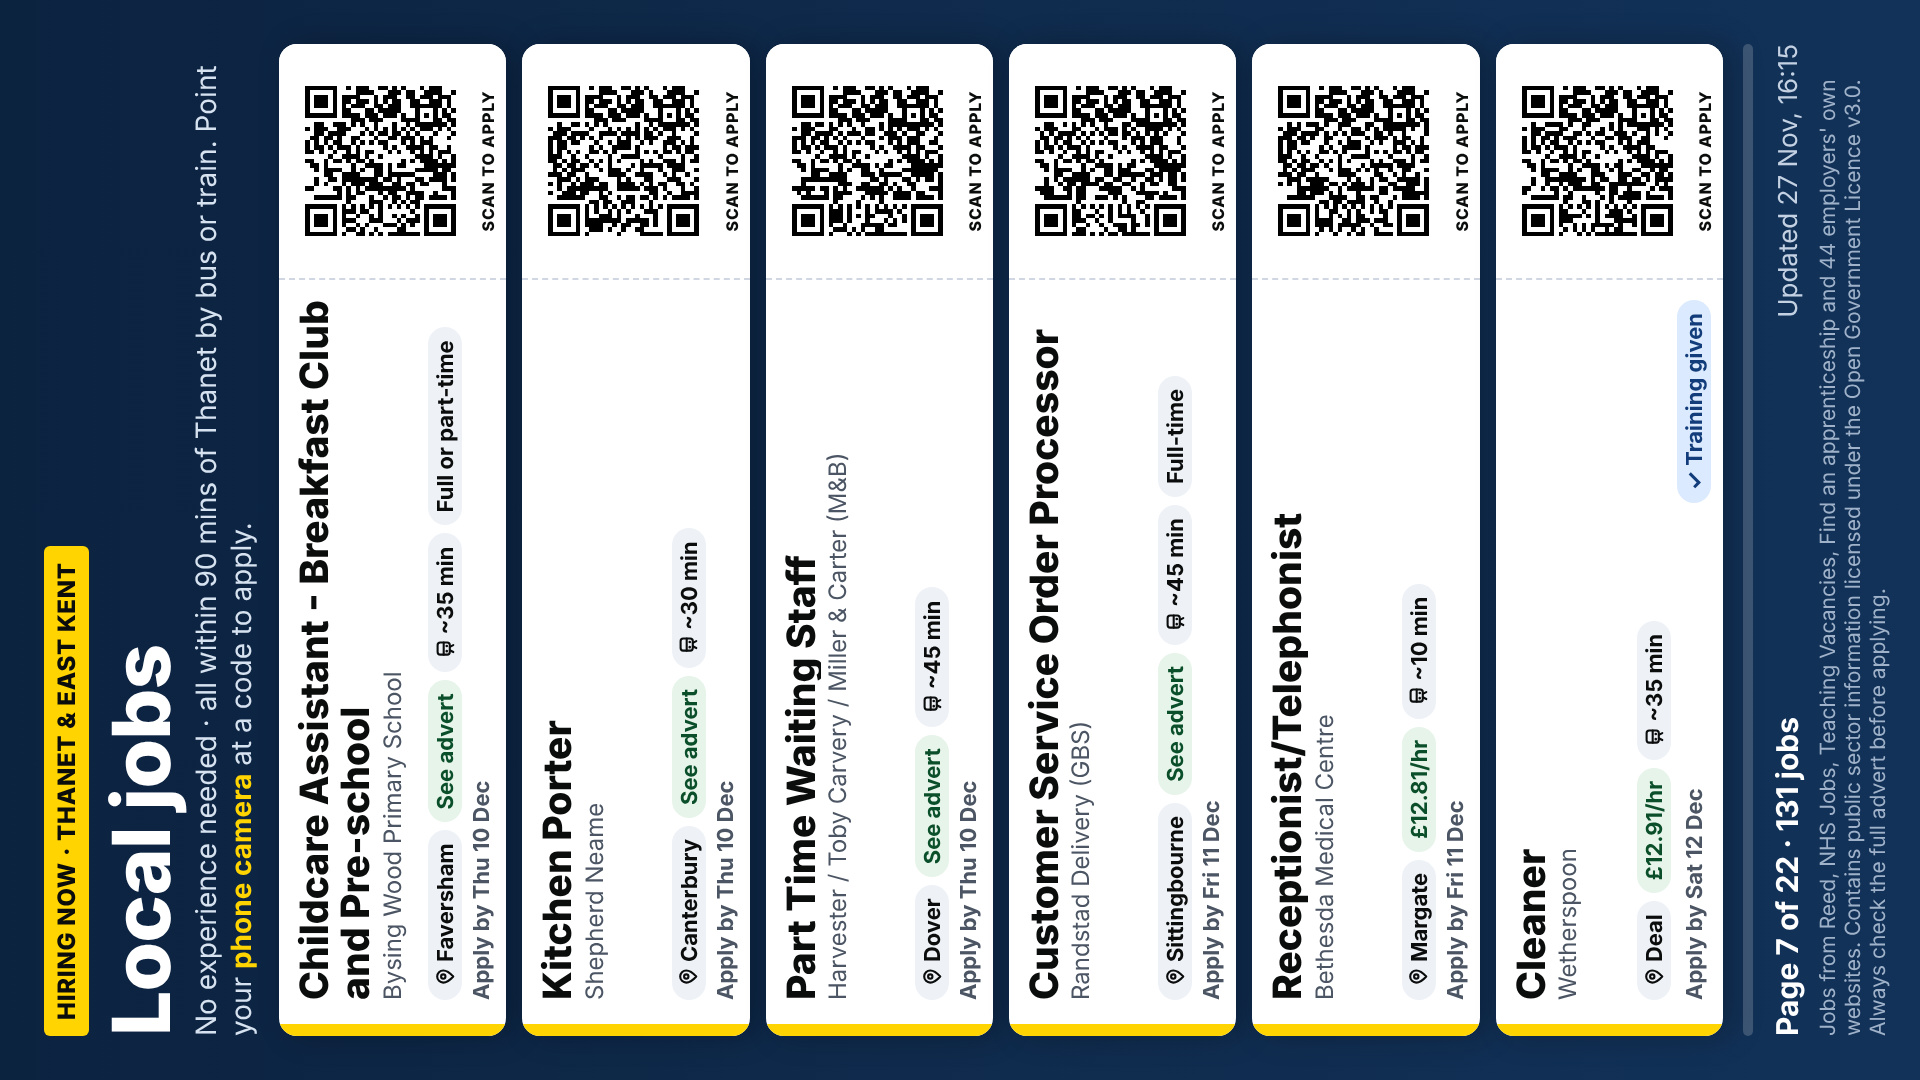 HIRING NOW · THANET & EAST KENT
Local jobs
No experience needed · all within 90 mins of Thanet by bus or train. Point
your phone camera at a code to apply.
Childcare Assistant - Breakfast Club
and Pre-school
Bysing Wood Primary School
Faversham See advert ~35 min Full or part-time
Apply by Thu 10 Dec
SCAN TO APPLY
Kitchen Porter
Shepherd Neame
Canterbury See advert ~30 min
Apply by Thu 10 Dec
SCAN TO APPLY
Part Time Waiting Staff
Harvester / Toby Carvery / Miller & Carter (M&B)
Dover See advert ~45 min
Apply by Thu 10 Dec
SCAN TO APPLY
Customer Service Order Processor
Randstad Delivery (GBS)
Sittingbourne See advert ~45 min Full-time
Apply by Fri 11 Dec
SCAN TO APPLY
Receptionist/Telephonist
Bethesda Medical Centre
Margate £12.81/hr ~10 min
Apply by Fri 11 Dec
SCAN TO APPLY
Cleaner
Wetherspoon
Deal £12.91/hr ~35 min
Apply by Sat 12 Dec ✓ Training given
SCAN TO APPLY
Page 7 of 22 · 131 jobs Updated 27 Nov, 16:15
Jobs from Reed, NHS Jobs, Teaching Vacancies, Find an apprenticeship and 44 employers' own
websites. Contains public sector information licensed under the Open Government Licence v3.0.
Always check the full advert before applying.